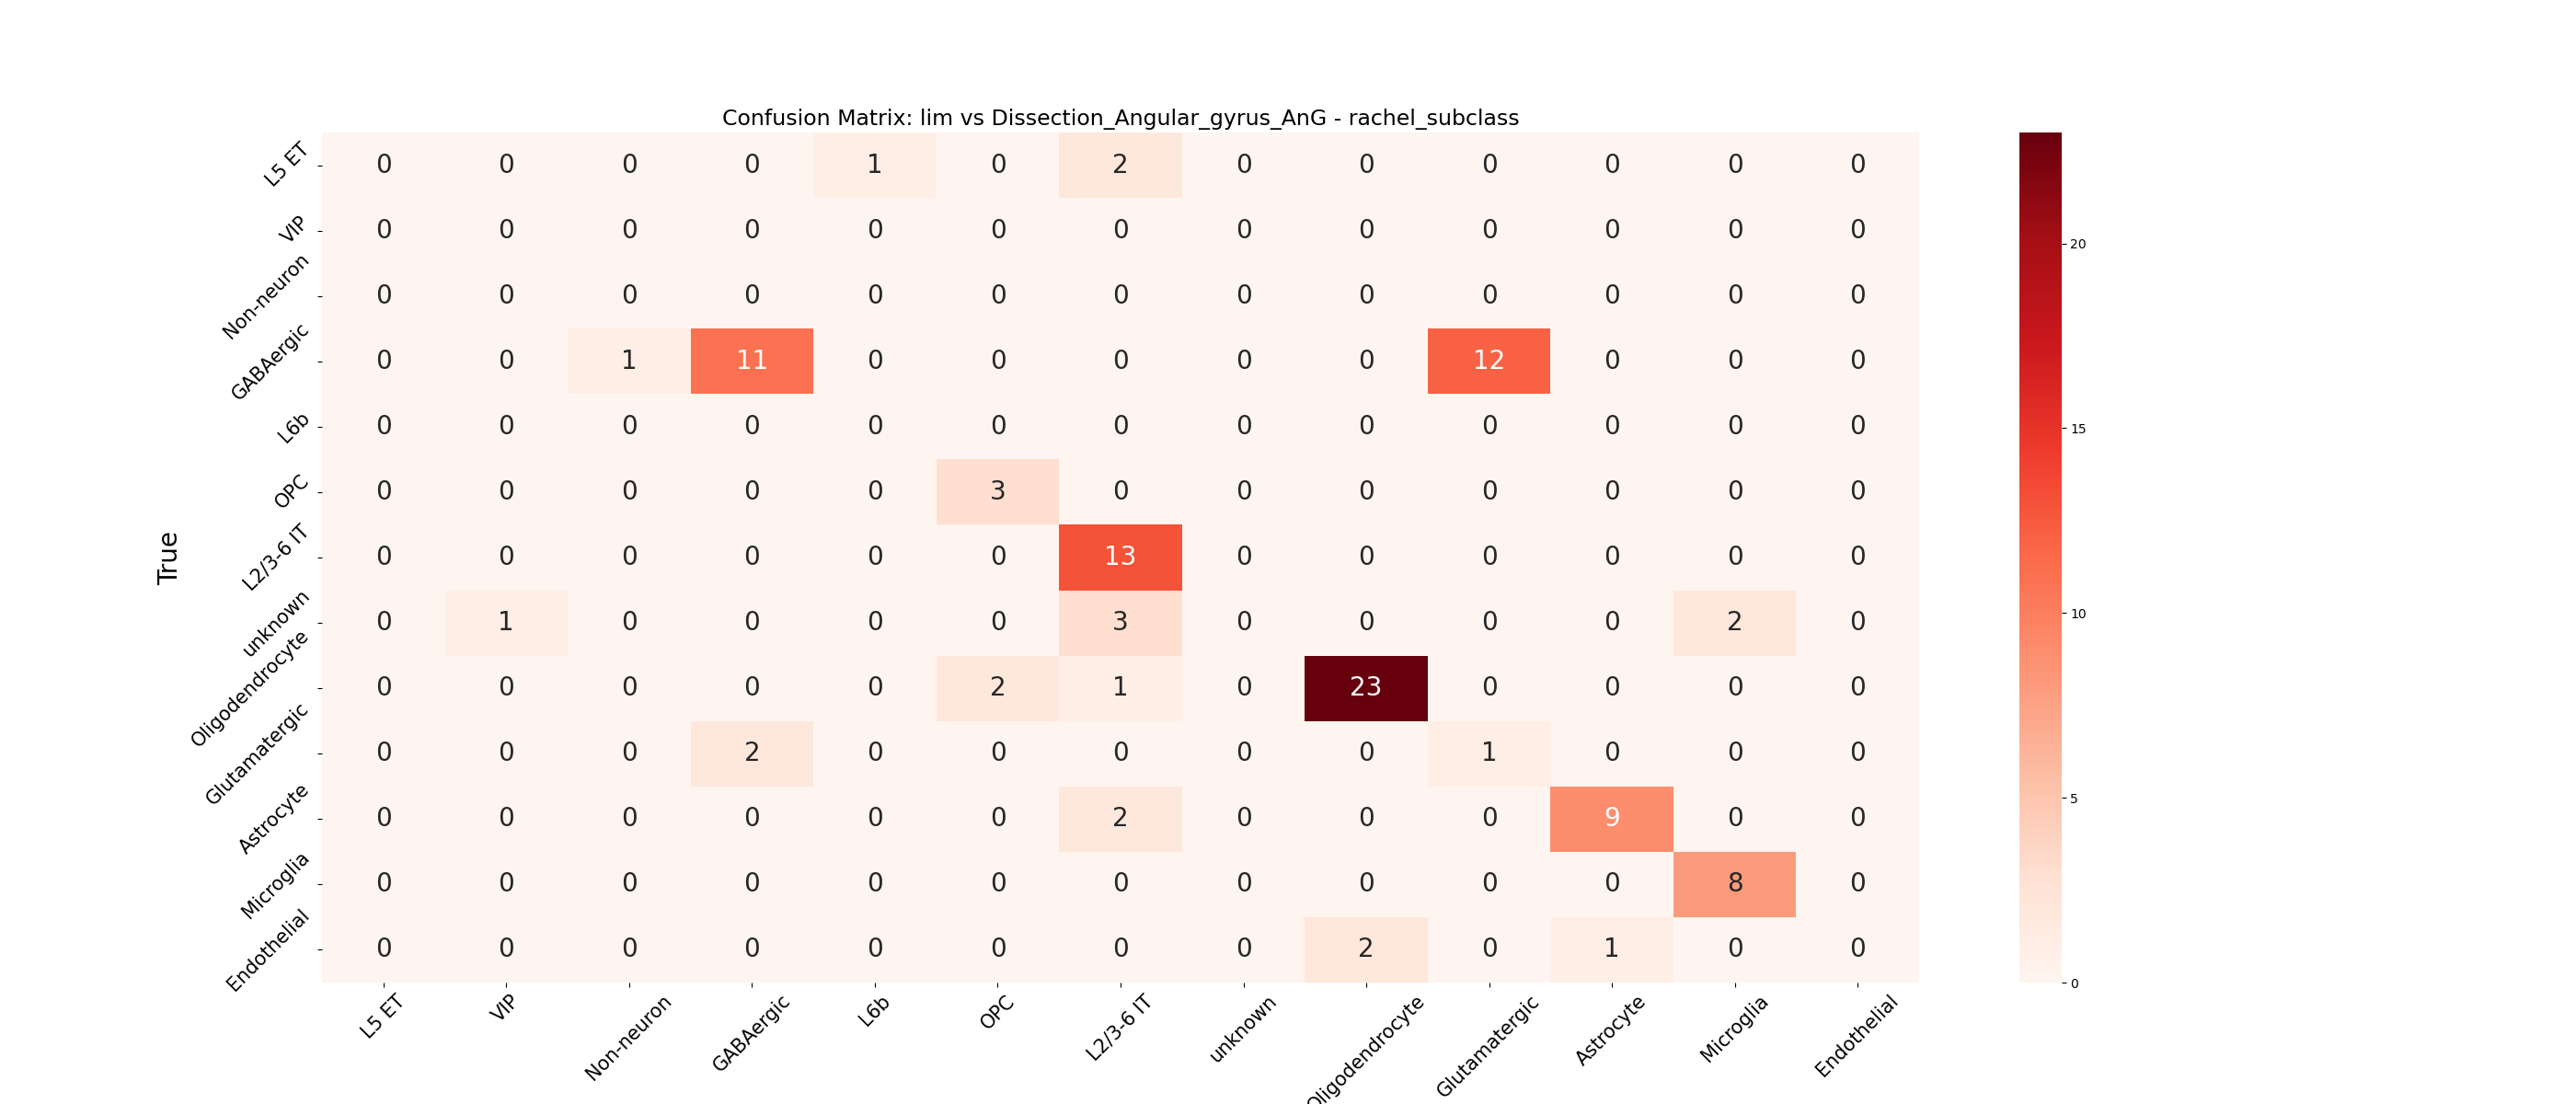 Confusion Matrix: lim vs Dissection_Angular_gyrus_AnG - rachel_subclass
L5 ET 0 0 0 0 1 0 2 0 0 0 0 0 0
VIP 0 0 0 0 0 0 0 0 0 0 0 0 0
Non-neuron 0 0 0 0 0 0 0 0 0 0 0 0 0
GABAergic 0 0 1 11 0 0 0 0 0 12 0 0 0
L6b 0 0 0 0 0 0 0 0 0 0 0 0 0
OPC 0 0 0 0 0 3 0 0 0 0 0 0 0
L2/3-6 IT 0 0 0 0 0 0 13 0 0 0 0 0 0
unknown 0 1 0 0 0 0 3 0 0 0 0 2 0
Oligodendrocyte 0 0 0 0 0 2 1 0 23 0 0 0 0
Glutamatergic 0 0 0 2 0 0 0 0 0 1 0 0 0
Astrocyte 0 0 0 0 0 0 2 0 0 0 9 0 0
Microglia 0 0 0 0 0 0 0 0 0 0 0 8 0
Endothelial 0 0 0 0 0 0 0 0 2 0 1 0 0
True
L5 ET VIP Non-neuron GABAergic L6b OPC L2/3-6 IT unknown Oligodendrocyte Glutamatergic Astrocyte Microglia Endothelial
20
15
10
5
0